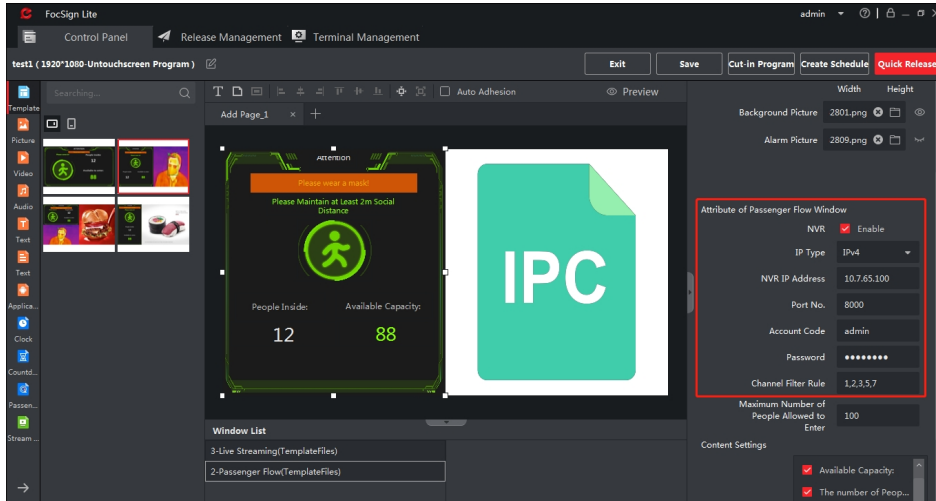 FocSign Lite
admin
Control Panel
Release Management
Terminal Management
test1 ( 1920*1080-Untouchscreen Program )
Exit
Save
Cut-in Program
Create Schedule
Quick Release
Template
Picture
Video
Audio
Text
Text
Applica...
Clock
Countd...
Passen...
Stream ...
Searching...
Auto Adhesion
Preview
Add Page_1
Attention
Please wear a mask!
Please Maintain at Least 2m Social
Distance
People Inside:
Available Capacity:
12
88
IPC
Window List
3-Live Streaming(TemplateFiles)
2-Passenger Flow(TemplateFiles)
Width
Height
Background Picture
2801.png
Alarm Picture
2809.png
Attribute of Passenger Flow Window
NVR
Enable
IP Type
IPv4
NVR IP Address
10.7.65.100
Port No.
8000
Account Code
admin
Password
●●●●●●●●
Channel Filter Rule
1,2,3,5,7
Maximum Number of
People Allowed to
Enter
100
Content Settings
Available Capacity:
The number of Peop...